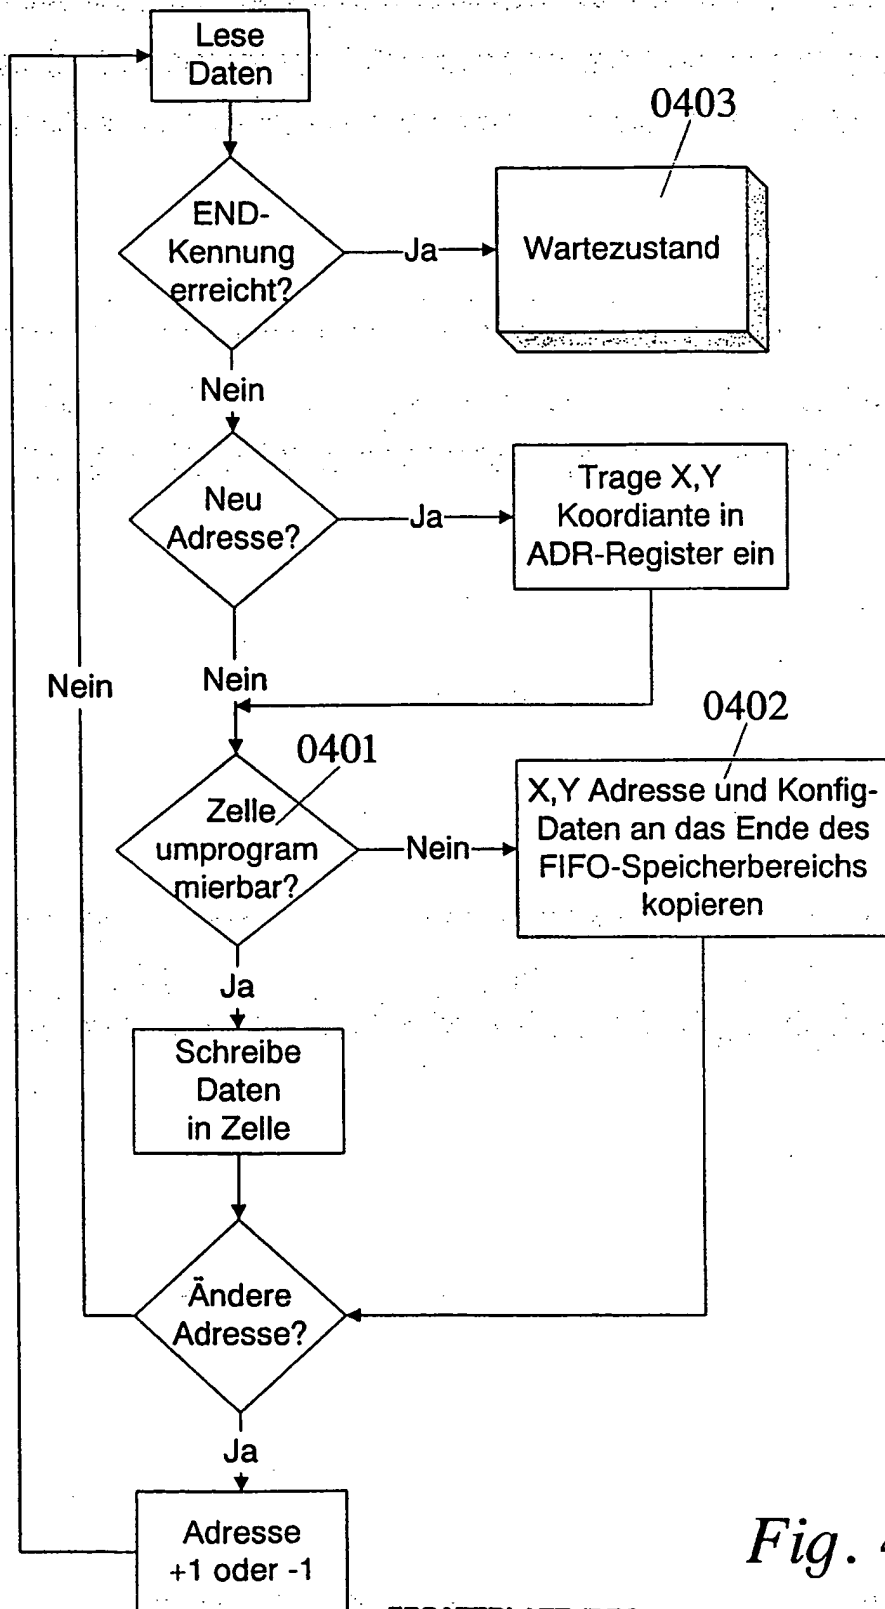 Lese
Daten
0403
END-
Kennung
erreicht?
Ja
Wartezustand
Nein
Neu
Adresse?
Ja
Trage X,Y
Koordiante in
ADR-Register ein
Nein
Nein
0402
0401
Zelle
umprogram
mierbar?
Nein
X,Y Adresse und Konfig-
Daten an das Ende des
FIFO-Speicherbereichs
kopieren
Ja
Schreibe
Daten
in Zelle
Ändere
Adresse?
Ja
Adresse
+1 oder -1
Fig.